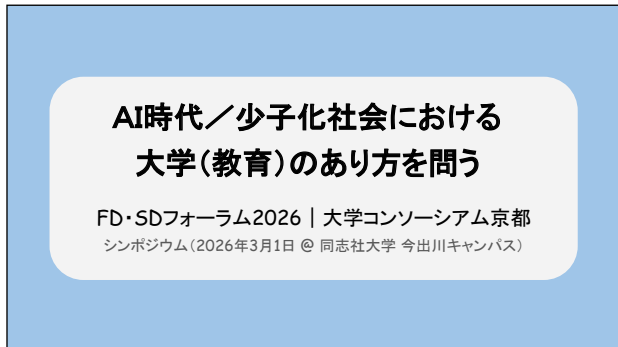 AI時代／少子化社会における
大学（教育）のあり方を問う
FD・SDフォーラム2026｜大学コンソーシアム京都
シンポジウム（2026年3月1日 @ 同志社大学 今出川キャンパス）